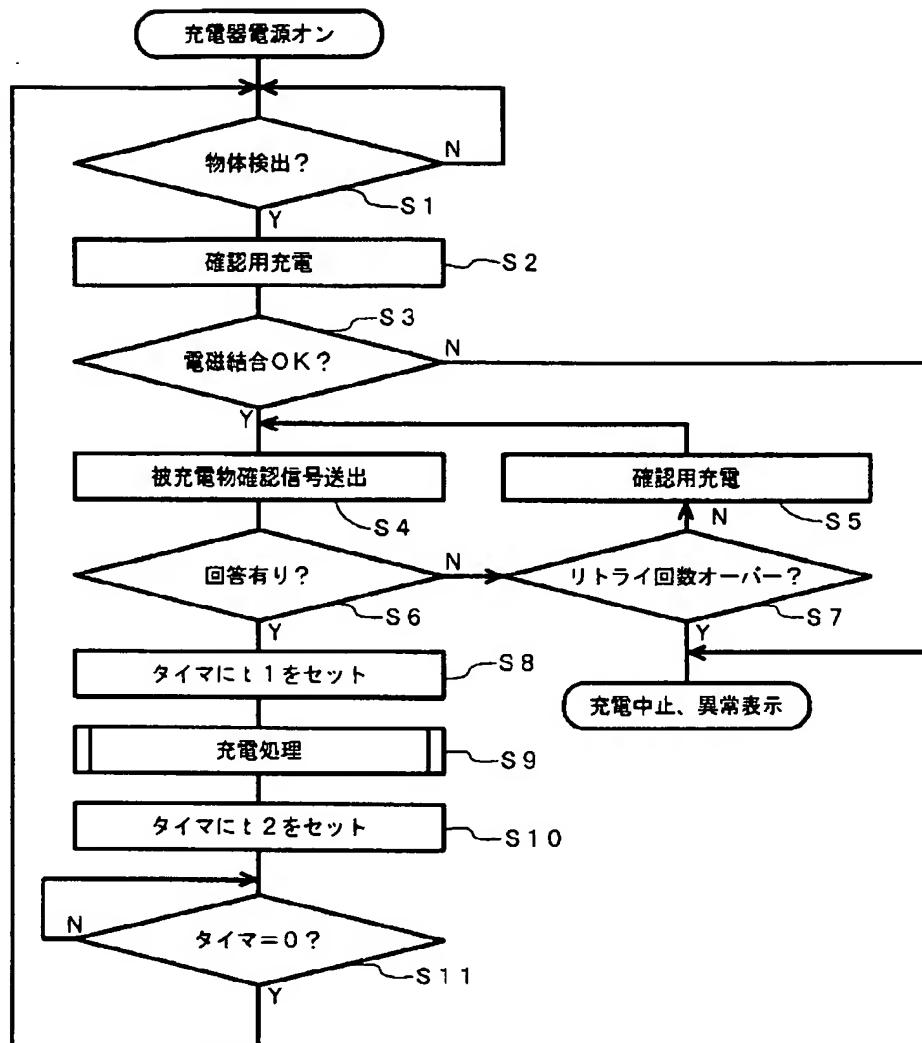 充電器電源オン
物体検出？
N
S1
Y
確認用充電
S2
S3
電磁結合OK？
N
Y
被充電物確認信号送出
S4
確認用充電
S5
N
回答有り？
N
S6
Y
リトライ回数オーバー？
S7
Y
タイマにt1をセット
S8
充電中止、異常表示
充電処理
S9
タイマにt2をセット
S10
N
タイマ＝0？
S11
Y